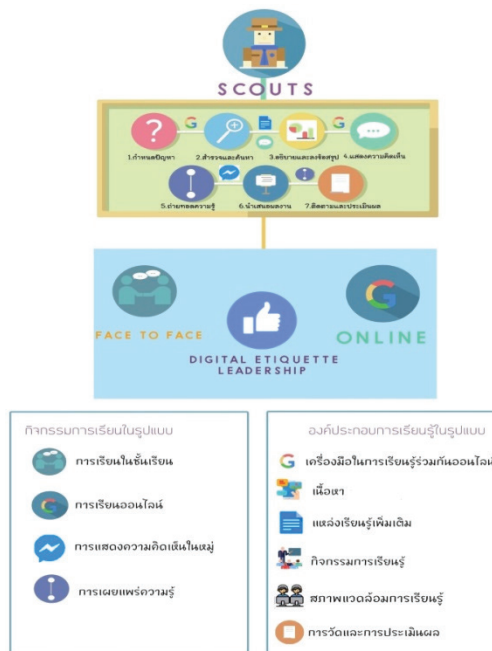 SCOUTS
1.กำหนดปัญหา 2.สำรวจและค้นหา 3.อธิบายและลงข้อสรุป 4.แสดงความคิดเห็น
5.ถ่ายทอดความรู้ 6.นำเสนอผลงาน 7.ติดตามและประเมินผล
FACE TO FACE
ONLINE
DIGITAL ETIQUETTE
LEADERSHIP
กิจกรรมการเรียนในรูปแบบ
การเรียนในชั้นเรียน
การเรียนออนไลน์
การแสดงความคิดเห็นในหมู่
การเผยแพร่ความรู้
องค์ประกอบการเรียนรู้ในรูปแบบ
เครื่องมือในการเรียนรู้ร่วมกันออนไลน์
เนื้อหา
แหล่งเรียนรู้เพิ่มเติม
กิจกรรมการเรียนรู้
สภาพแวดล้อมการเรียนรู้
การวัดและการประเมินผล